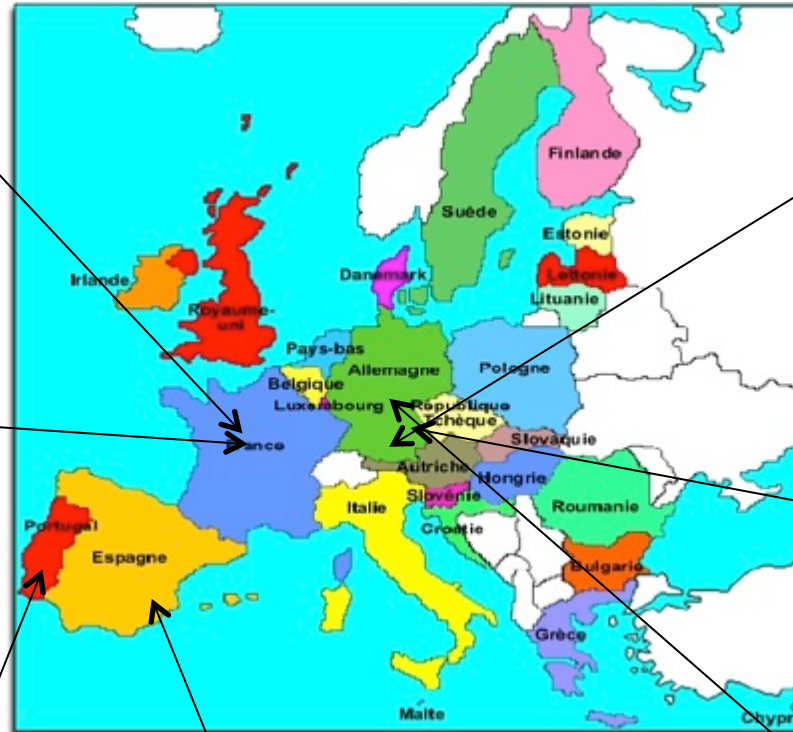 Finlande
Suède
Estonie
Lettonie
Lituanie
Irlande
Royaume-
uni
Danemark
Pays-bas
Allemagne
Pologne
Belgique
Luxembourg
République
Tchèque
Slovaquie
Autriche
Hongrie
Slovénie
Italie
Roumanie
Croatie
Portugal
Espagne
Bulgarie
Grèce
Malte
Chypr